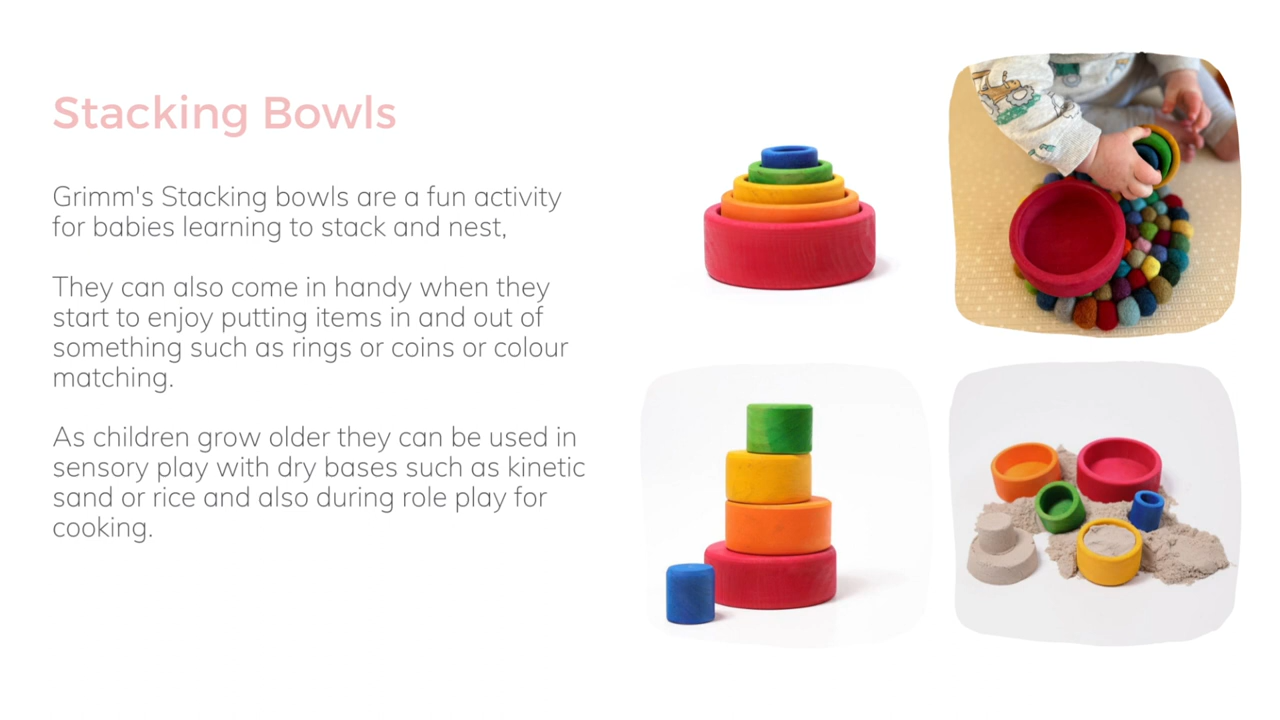 Stacking Bowls
Grimm's Stacking bowls are a fun activity
for babies learning to stack and nest,
They can also come in handy when they
start to enjoy putting items in and out of
something such as rings or coins or colour
matching.
As children grow older they can be used in
sensory play with dry bases such as kinetic
sand or rice and also during role play for
cooking.